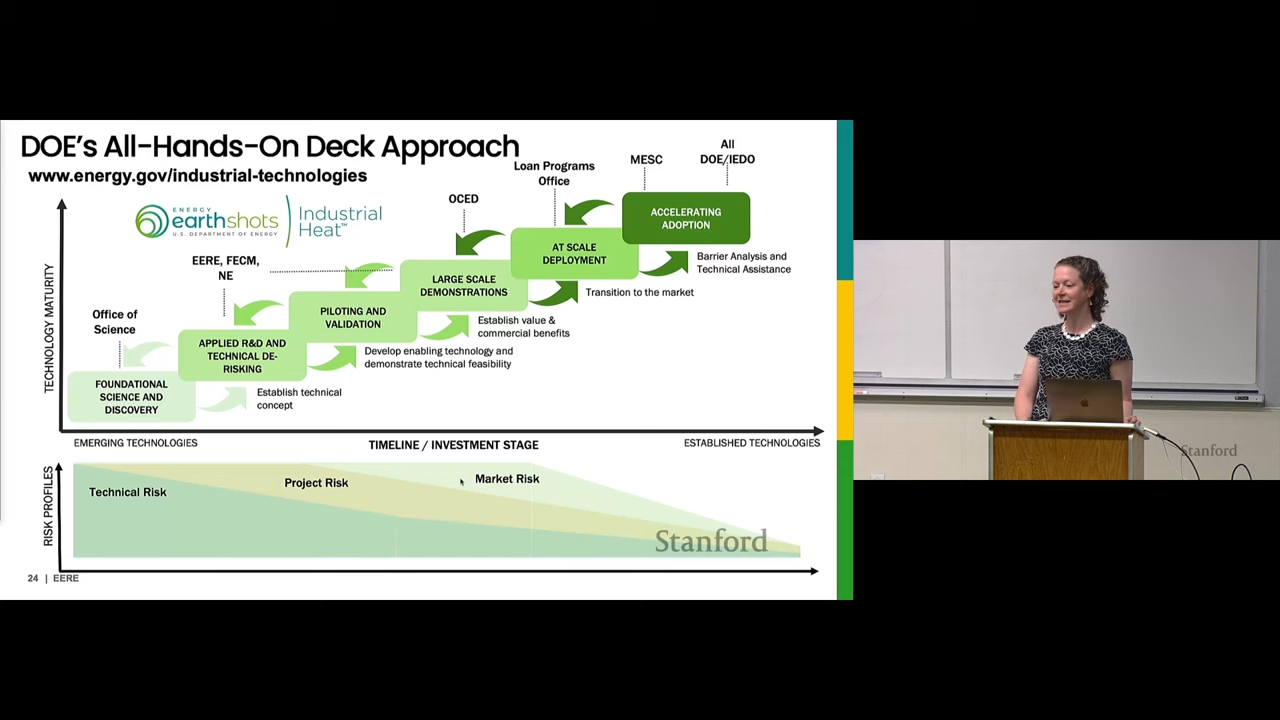 DOE's All-Hands-On Deck Approach
www.energy.gov/industrial-technologies
ENERGY
earthshots
U.S. DEPARTMENT OF ENERGY
Industrial
Heat™
TECHNOLOGY MATURITY
Office of
Science
EERE, FECM,
NE
OCED
Loan Programs
Office
MESC
All
DOE/IEDO
FOUNDATIONAL
SCIENCE AND
DISCOVERY
APPLIED R&D AND
TECHNICAL DE-
RISKING
PILOTING AND
VALIDATION
LARGE SCALE
DEMONSTRATIONS
AT SCALE
DEPLOYMENT
ACCELERATING
ADOPTION
Establish technical
concept
Develop enabling technology and
demonstrate technical feasibility
Establish value &
commercial benefits
Transition to the market
Barrier Analysis and
Technical Assistance
EMERGING TECHNOLOGIES
TIMELINE / INVESTMENT STAGE
ESTABLISHED TECHNOLOGIES
RISK PROFILES
Technical Risk
Project Risk
Market Risk
Stanford
24 | EERE
Stanford